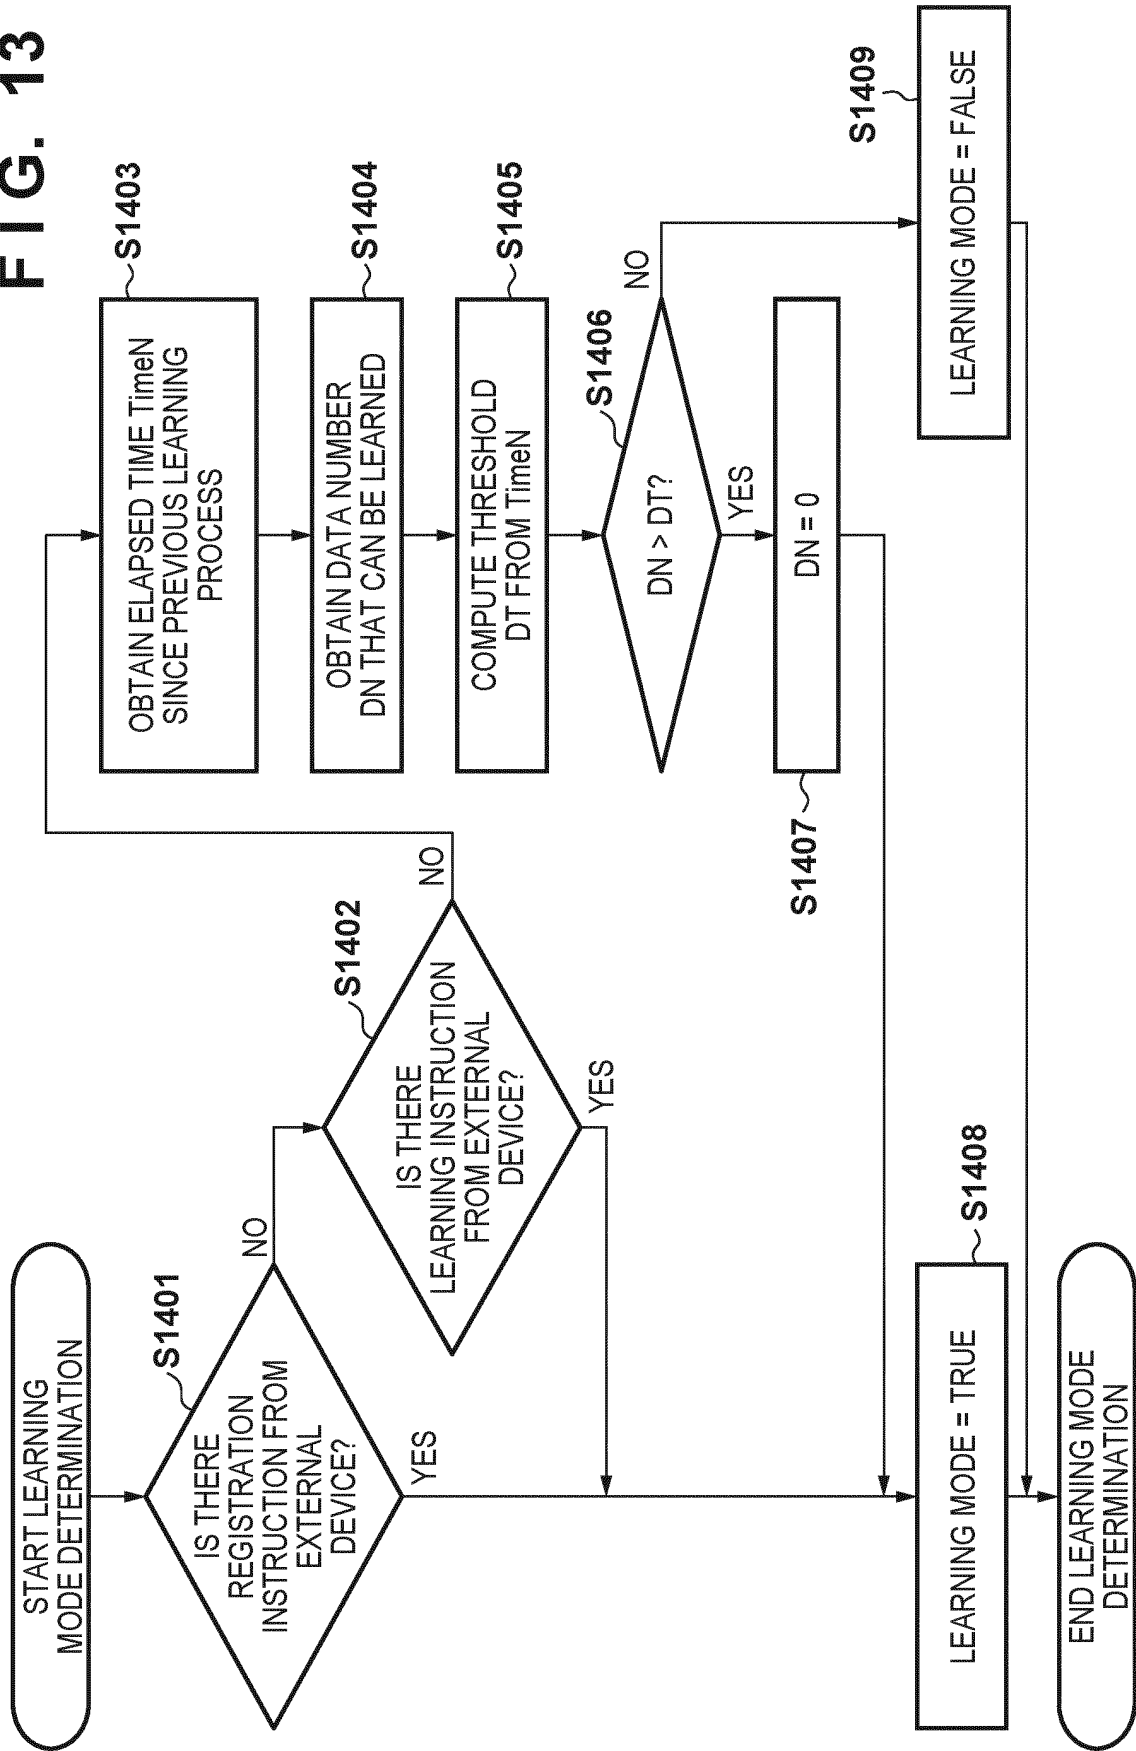 FIG. 13
START LEARNING
MODE DETERMINATION
S1401
IS THERE
REGISTRATION
INSTRUCTION FROM
EXTERNAL
DEVICE?
NO
YES
S1402
IS THERE
LEARNING INSTRUCTION
FROM EXTERNAL
DEVICE?
NO
YES
S1403
OBTAIN ELAPSED TIME TimeN
SINCE PREVIOUS LEARNING
PROCESS
S1404
OBTAIN DATA NUMBER
DN THAT CAN BE LEARNED
S1405
COMPUTE THRESHOLD
DT FROM TimeN
S1406
DN > DT?
NO
YES
S1407
DN = 0
S1408
LEARNING MODE = TRUE
S1409
LEARNING MODE = FALSE
END LEARNING MODE
DETERMINATION